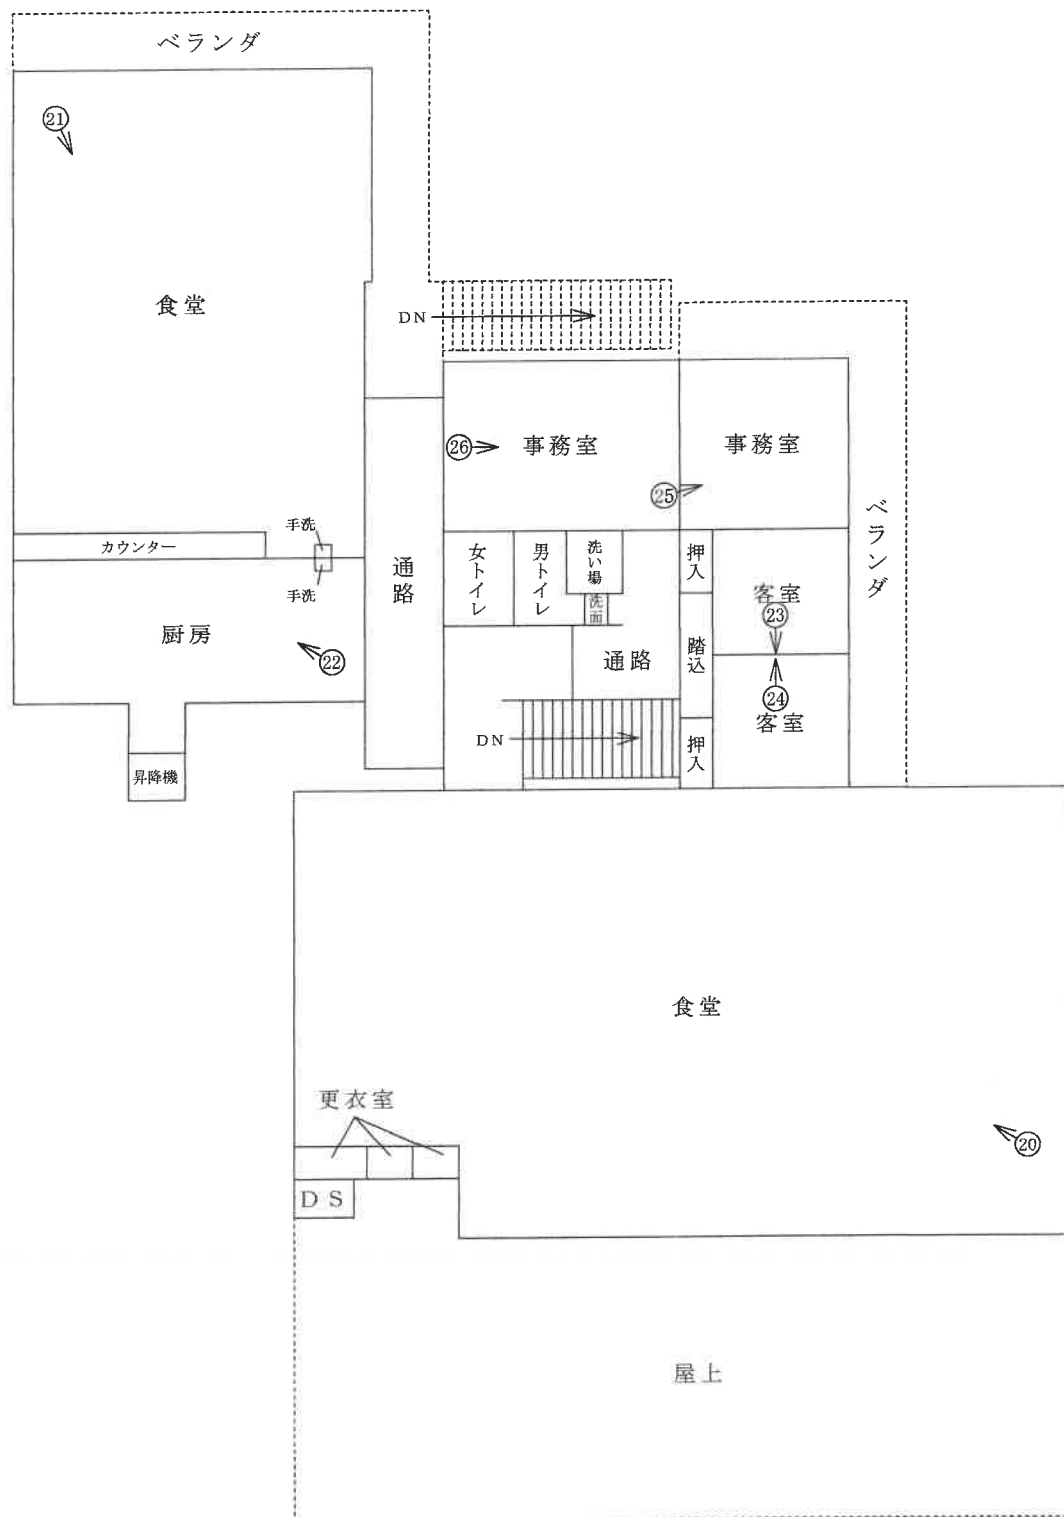 ベランダ
㉑
食堂
DN
㉖
事務室
事務室
㉕
ベランダ
手洗
カウンター
手洗
通路
女トイレ
男トイレ
洗い場
洗面
押入
客室
㉓
厨房
㉒
通路
踏込
㉔
客室
DN
押入
昇降機
食堂
更衣室
⑳
DS
屋上